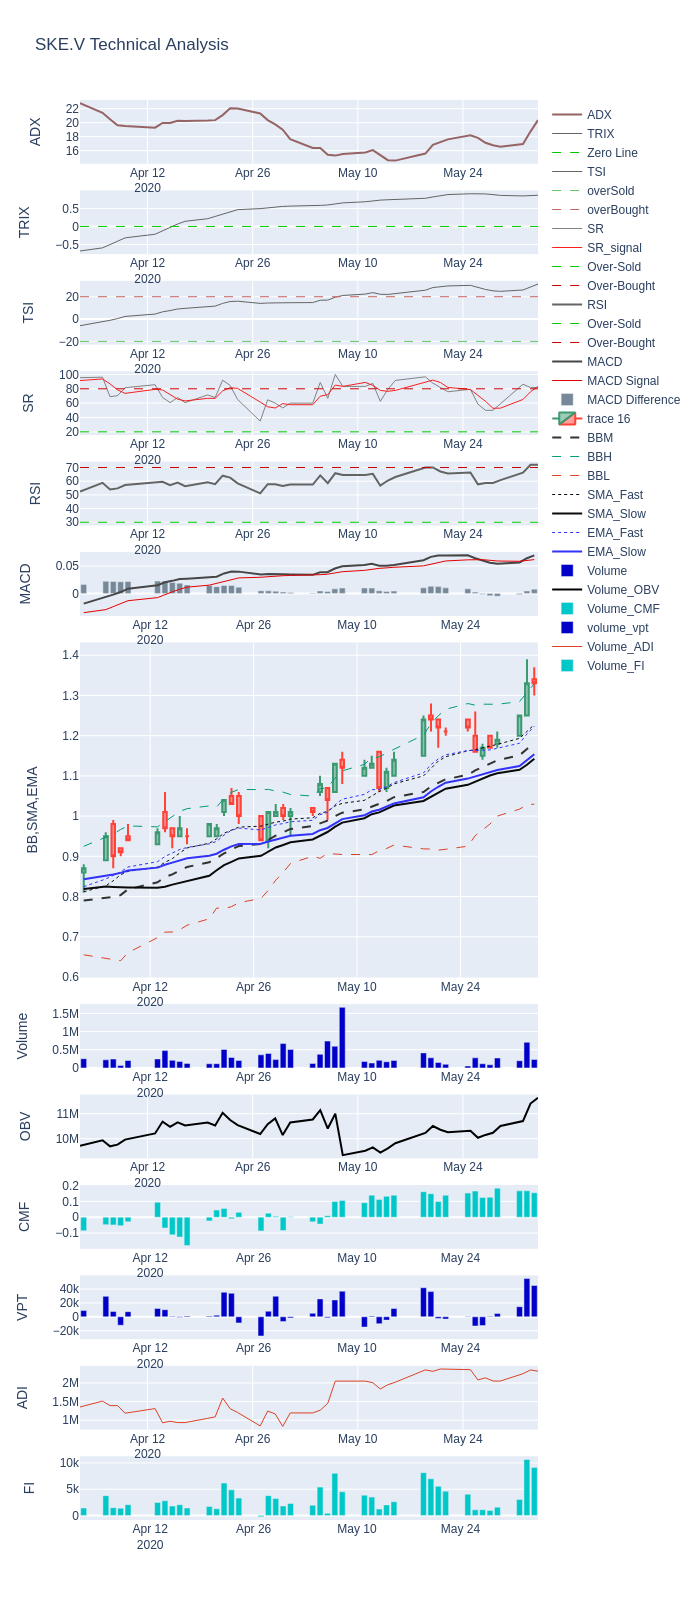 SKE.V Technical Analysis
ADX
22
20
18
16
Apr 12
2020
Apr 26
May 10
May 24
TRIX
0.5
0
−0.5
Apr 12
2020
Apr 26
May 10
May 24
TSI
20
0
−20
Apr 12
2020
Apr 26
May 10
May 24
SR
100
80
60
40
20
Apr 12
2020
Apr 26
May 10
May 24
RSI
70
60
50
40
30
Apr 12
2020
Apr 26
May 10
May 24
MACD
0.05
0
Apr 12
2020
Apr 26
May 10
May 24
BB,SMA,EMA
1.4
1.3
1.2
1.1
1
0.9
0.8
0.7
0.6
Apr 12
2020
Apr 26
May 10
May 24
Volume
1.5M
1M
0.5M
0
Apr 12
2020
Apr 26
May 10
May 24
OBV
11M
10M
Apr 12
2020
Apr 26
May 10
May 24
CMF
0.2
0.1
0
−0.1
Apr 12
2020
Apr 26
May 10
May 24
VPT
40k
20k
0
−20k
Apr 12
2020
Apr 26
May 10
May 24
ADI
2M
1.5M
1M
Apr 12
2020
Apr 26
May 10
May 24
FI
10k
5k
0
Apr 12
2020
Apr 26
May 10
May 24
ADX
TRIX
Zero Line
TSI
overSold
overBought
SR
SR_signal
Over-Sold
Over-Bought
RSI
Over-Sold
Over-Bought
MACD
MACD Signal
MACD Difference
trace 16
BBM
BBH
BBL
SMA_Fast
SMA_Slow
EMA_Fast
EMA_Slow
Volume
Volume_OBV
Volume_CMF
volume_vpt
Volume_ADI
Volume_FI